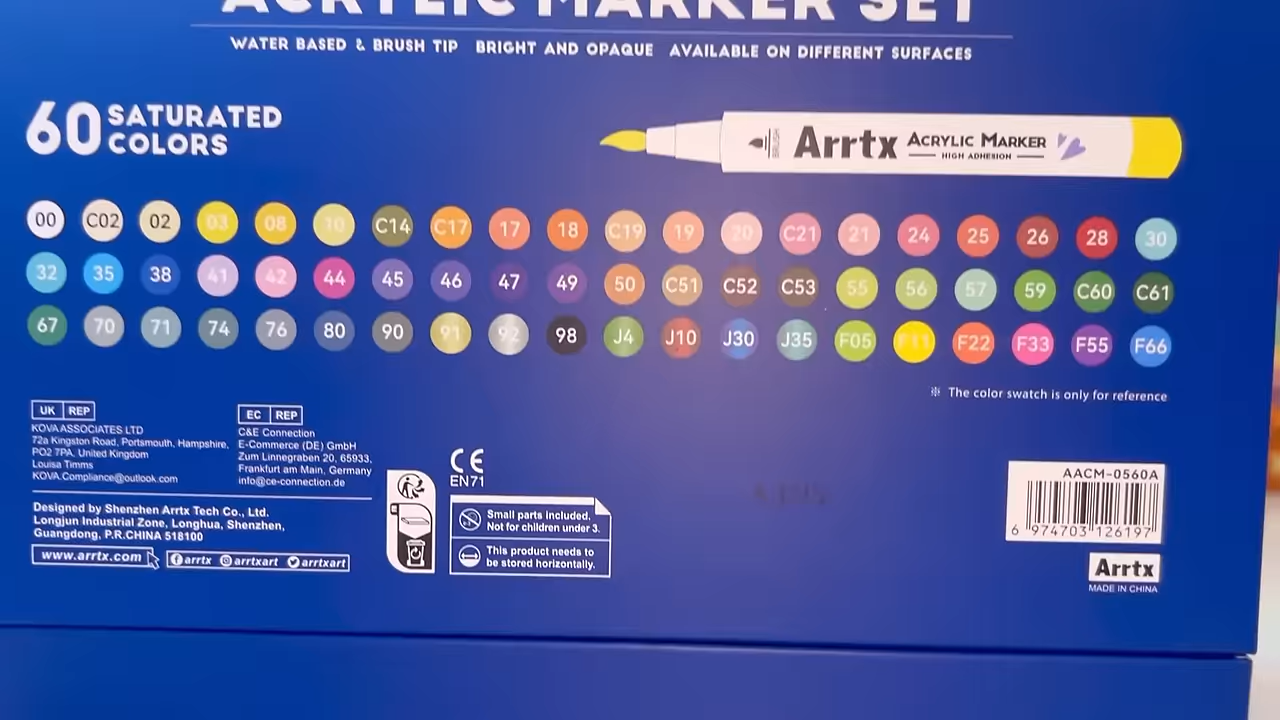 ACRYLIC MARKER SET
WATER BASED & BRUSH TIP BRIGHT AND OPAQUE AVAILABLE ON DIFFERENT SURFACES
60 SATURATED
COLORS
BRUSH Arrtx ACRYLIC MARKER
HIGH ADHESION
00 C02 02 03 08 10 C14 C17 17 18 C19 19 20 C21 21 24 25 26 28 30
32 35 38 41 42 44 45 46 47 49 50 C51 C52 C53 55 56 57 59 C60 C61
67 70 71 74 76 80 90 91 92 98 J4 J10 J30 J35 F05 F11 F22 F33 F55 F66
※ The color swatch is only for reference
UK REP
KOVA ASSOCIATES LTD
72a Kingston Road, Portsmouth, Hampshire,
PO2 7PA, United Kingdom
Louisa Timms
KOVA.Compliance@outlook.com
EC REP
C&E Connection
E-Commerce (DE) GmbH
Zum Linnegraben 20, 65933,
Frankfurt am Main, Germany
info@ce-connection.de
Designed by Shenzhen Arrtx Tech Co., Ltd.
Longjun Industrial Zone, Longhua, Shenzhen,
Guangdong, P.R.CHINA 518100
www.arrtx.com
arrtx arrtxart arrtxart
CE
EN71
Small parts included.
Not for children under 3.
This product needs to
be stored horizontally.
AACM-0560A
6 974703 126197
Arrtx
MADE IN CHINA